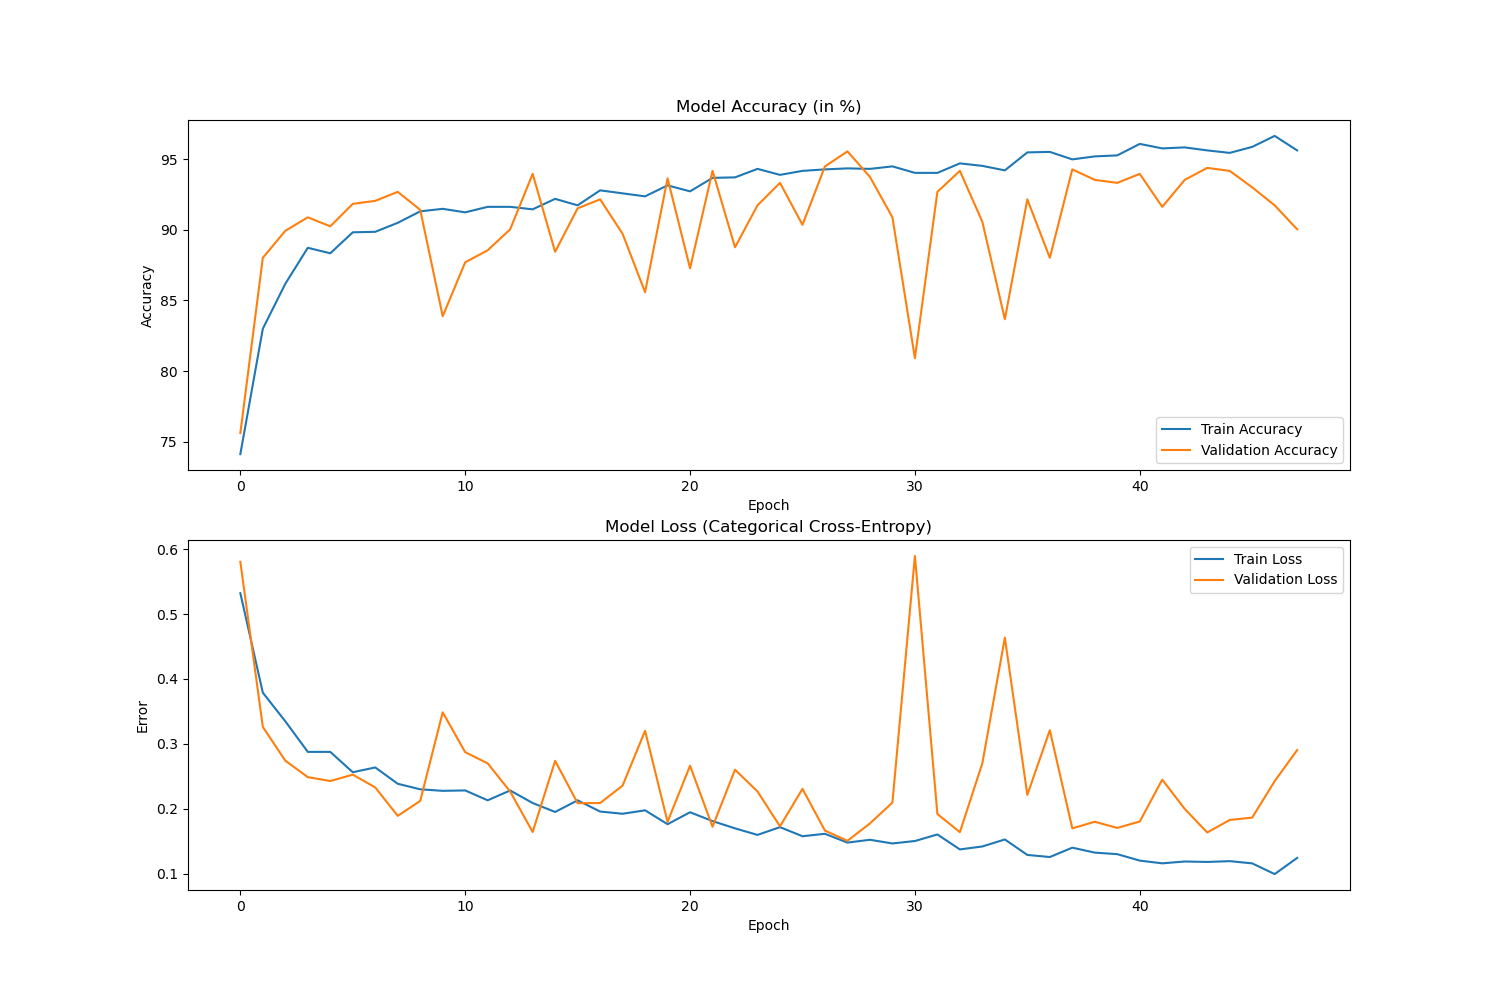 Model Accuracy (in %)
95
90
85
80
75
Accuracy
Train Accuracy
Validation Accuracy
0 10 20 30 40
Epoch
Model Loss (Categorical Cross-Entropy)
0.6
0.5
0.4
0.3
0.2
0.1
Error
Train Loss
Validation Loss
0 10 20 30 40
Epoch